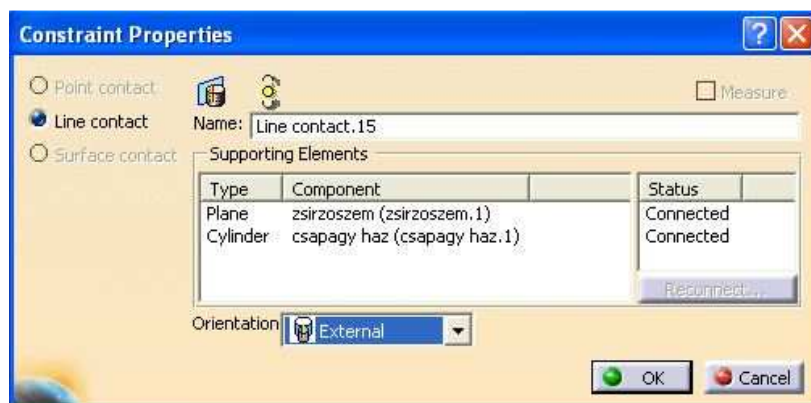 Constraint Properties
Point contact
Measure
Line contact
Name: Line contact.15
Surface contact
Supporting Elements
Type Component Status
Plane zsirzoszem (zsirzoszem.1) Connected
Cylinder csapagy haz (csapagy haz.1) Connected
Reconnect...
Orientation External
OK Cancel